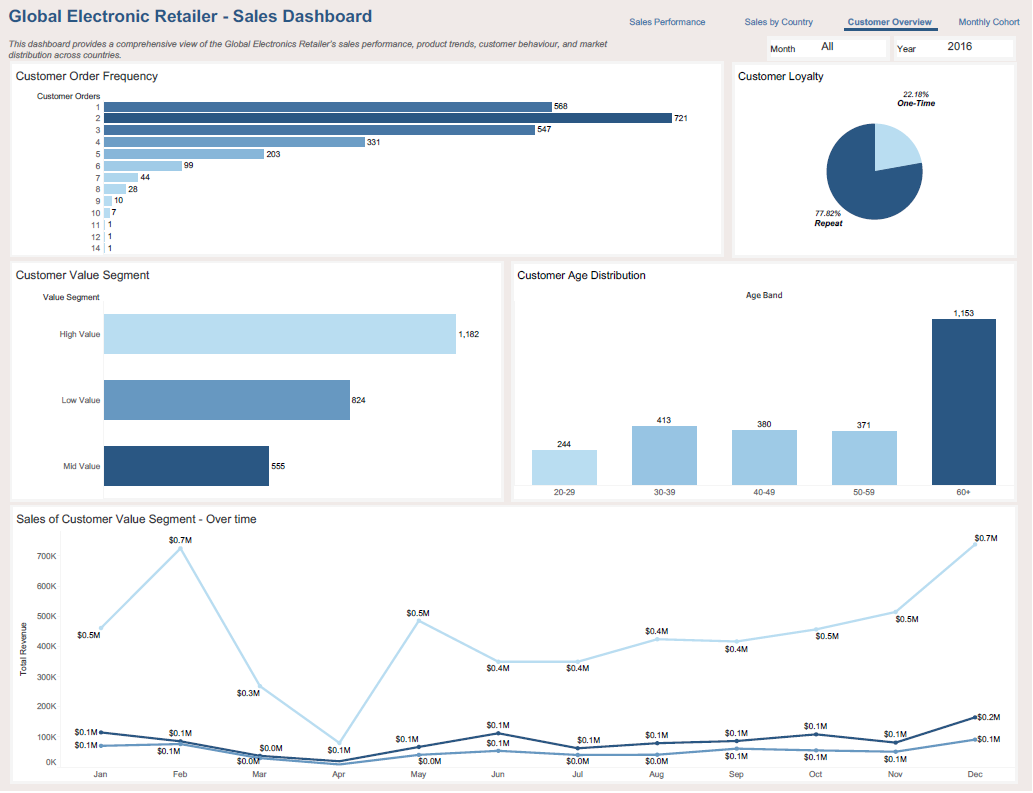 Global Electronic Retailer - Sales Dashboard
Sales Performance
Sales by Country
Customer Overview
Monthly Cohort
This dashboard provides a comprehensive view of the Global Electronics Retailer's sales performance, product trends, customer behaviour, and market
distribution across countries.
Month All
Year 2016
Customer Order Frequency
Customer Orders
1 568
2 721
3 547
4 331
5 203
6 99
7 44
8 28
9 10
10 7
11 1
12 1
14 1
Customer Loyalty
22.18%
One-Time
77.82%
Repeat
Customer Value Segment
Value Segment
High Value 1,182
Low Value 824
Mid Value 555
Customer Age Distribution
Age Band
244
413
380
371
1,153
20-29
30-39
40-49
50-59
60+
Sales of Customer Value Segment - Over time
Total Revenue
700K
600K
500K
400K
300K
200K
100K
0K
$0.5M
$0.7M
$0.3M
$0.1M
$0.5M
$0.4M
$0.4M
$0.4M
$0.4M
$0.5M
$0.5M
$0.7M
$0.1M
$0.1M
$0.0M
$0.1M
$0.1M
$0.1M
$0.1M
$0.1M
$0.1M
$0.1M
$0.2M
$0.1M
$0.1M
$0.0M
$0.0M
$0.1M
$0.0M
$0.0M
$0.1M
$0.1M
$0.1M
$0.1M
Jan
Feb
Mar
Apr
May
Jun
Jul
Aug
Sep
Oct
Nov
Dec